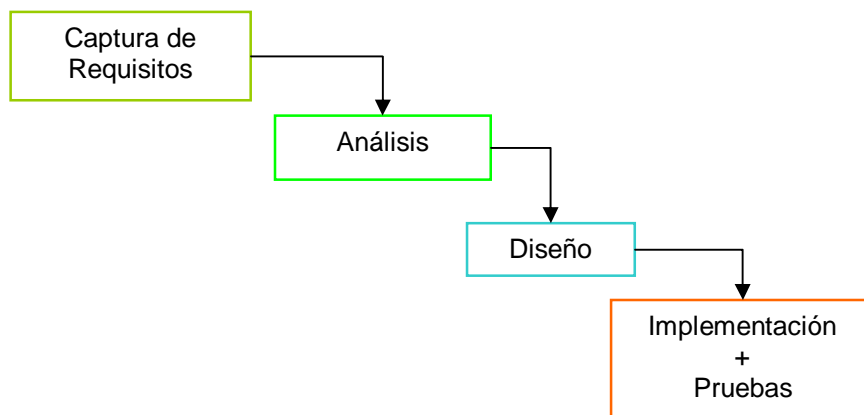 Captura de
Requisitos
Análisis
Diseño
Implementación
+
Pruebas